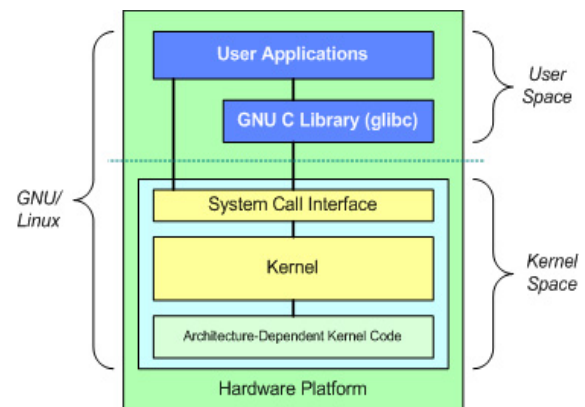 User Applications
GNU C Library (glibc)
User
Space
GNU/
Linux
System Call Interface
Kernel
Architecture-Dependent Kernel Code
Kernel
Space
Hardware Platform